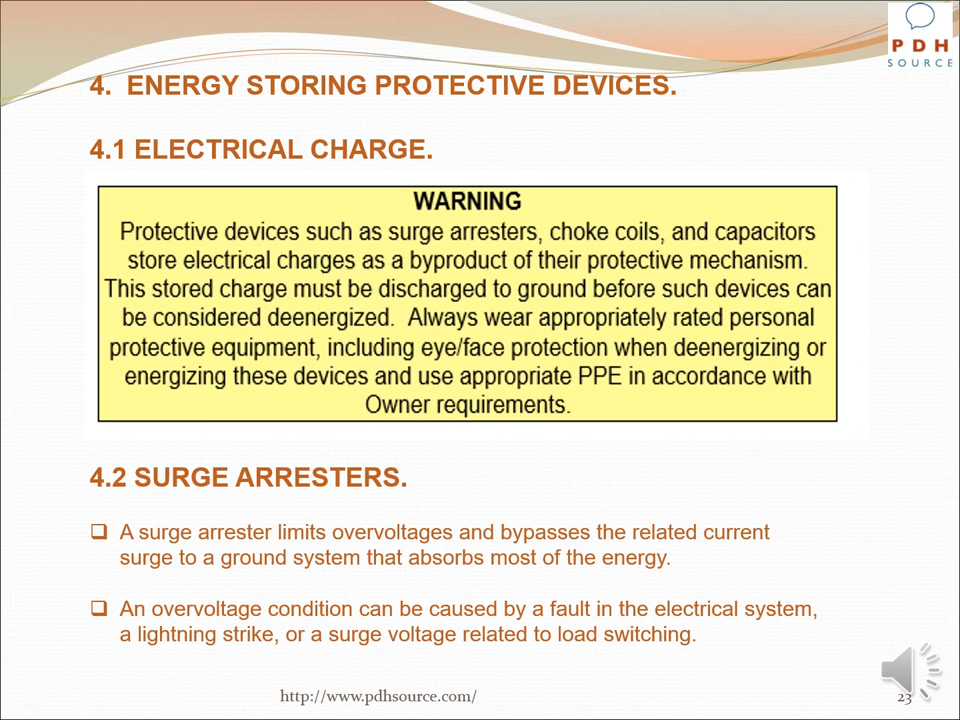 PDH
SOURCE
4. ENERGY STORING PROTECTIVE DEVICES.
4.1 ELECTRICAL CHARGE.
WARNING
Protective devices such as surge arresters, choke coils, and capacitors
store electrical charges as a byproduct of their protective mechanism.
This stored charge must be discharged to ground before such devices can
be considered deenergized. Always wear appropriately rated personal
protective equipment, including eye/face protection when deenergizing or
energizing these devices and use appropriate PPE in accordance with
Owner requirements.
4.2 SURGE ARRESTERS.
❑ A surge arrester limits overvoltages and bypasses the related current
surge to a ground system that absorbs most of the energy.
❑ An overvoltage condition can be caused by a fault in the electrical system,
a lightning strike, or a surge voltage related to load switching.
http://www.pdhsource.com/
23